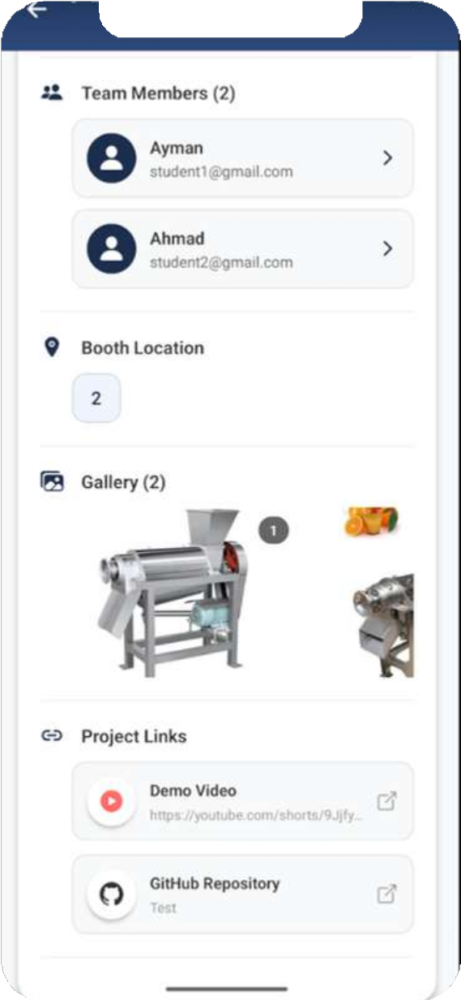 Team Members (2)
Ayman
student1@gmail.com
Ahmad
student2@gmail.com
Booth Location
2
Gallery (2)
1
Project Links
Demo Video
https://youtube.com/shorts/9Jjfy...
GitHub Repository
Test